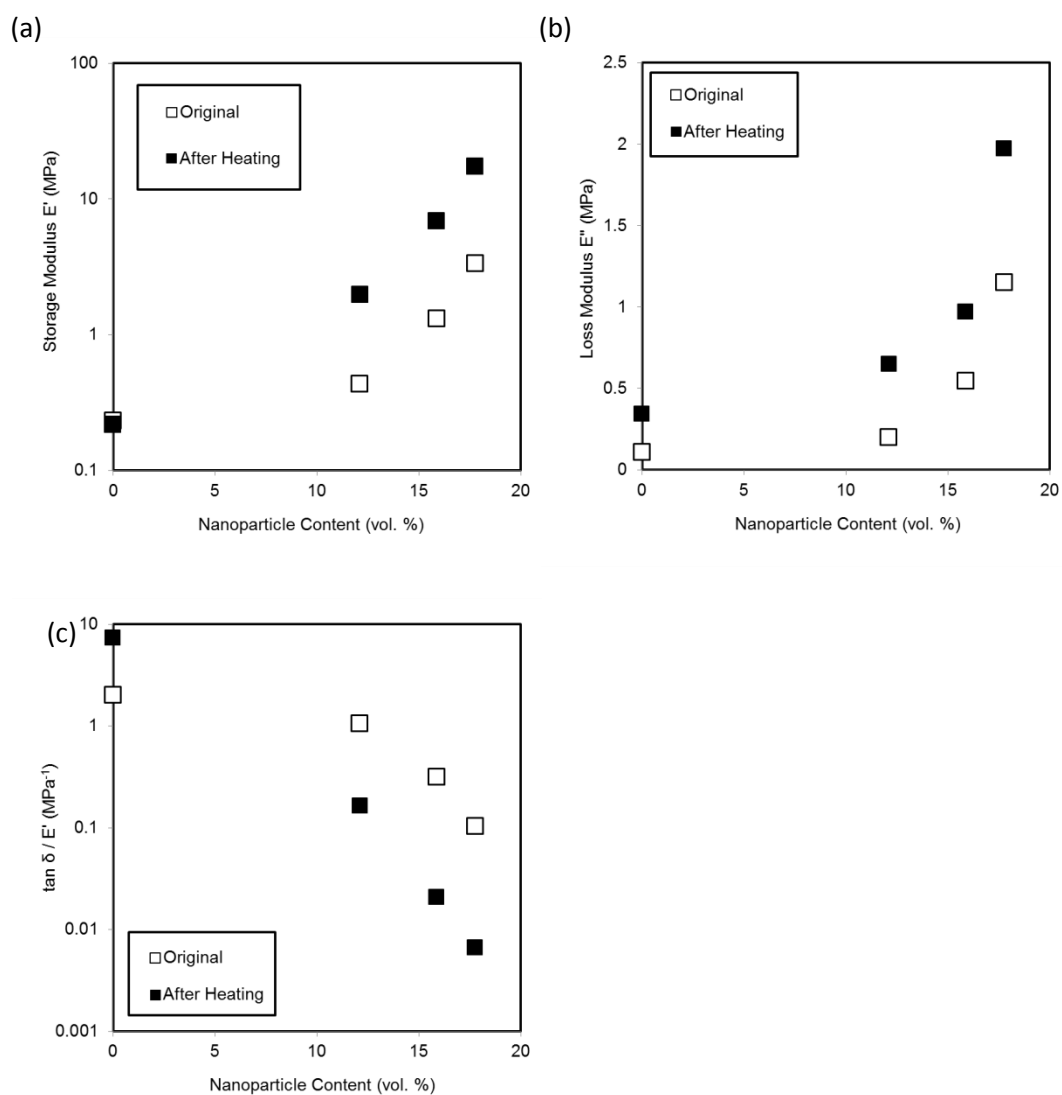 (a)
100
10
1
0.1
Storage Modulus E' (MPa)
Original
After Heating
0 5 10 15 20
Nanoparticle Content (vol. %)
(b)
2.5
2
1.5
1
0.5
0
Loss Modulus E" (MPa)
Original
After Heating
0 5 10 15 20
Nanoparticle Content (vol. %)
(c)
10
1
0.1
0.01
0.001
tan δ / E' (MPa⁻¹)
Original
After Heating
0 5 10 15 20
Nanoparticle Content (vol. %)